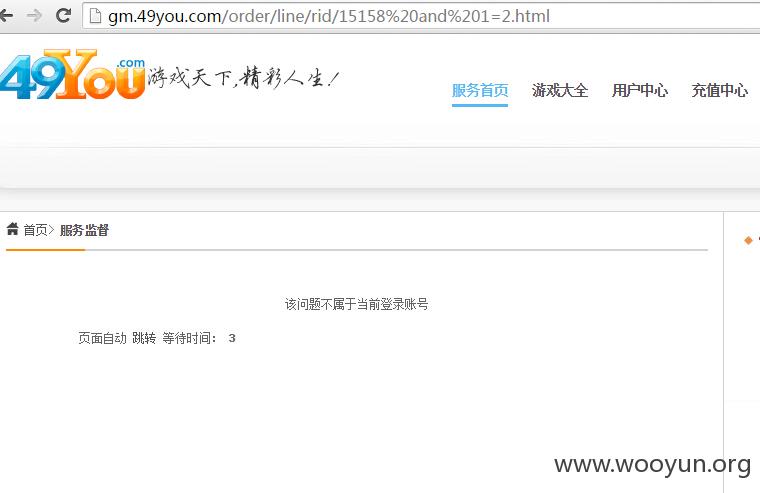 gm.49you.com/order/line/rid/15158%20and%201=2.html
49You.com
游戏天下,精彩人生!
服务首页 游戏大全 用户中心 充值中心
首页> 服务监督
该问题不属于当前登录账号
页面自动 跳转 等待时间： 3
www.wooyun.org